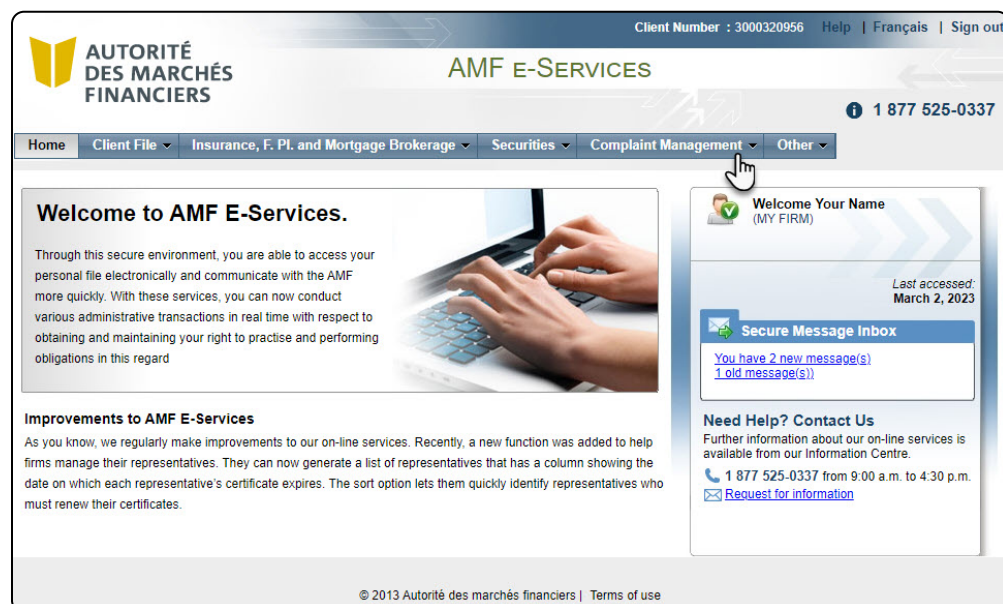 Client Number : 3000320956 Help | Français | Sign out
AUTORITÉ
DES MARCHÉS
FINANCIERS
AMF E-SERVICES
1 877 525-0337
Home Client File Insurance, F. Pl. and Mortgage Brokerage Securities Complaint Management Other
Welcome to AMF E-Services.
Through this secure environment, you are able to access your
personal file electronically and communicate with the AMF
more quickly. With these services, you can now conduct
various administrative transactions in real time with respect to
obtaining and maintaining your right to practise and performing
obligations in this regard
Improvements to AMF E-Services
As you know, we regularly make improvements to our on-line services. Recently, a new function was added to help
firms manage their representatives. They can now generate a list of representatives that has a column showing the
date on which each representative's certificate expires. The sort option lets them quickly identify representatives who
must renew their certificates.
Welcome Your Name
(MY FIRM)
Last accessed:
March 2, 2023
Secure Message Inbox
You have 2 new message(s)
1 old message(s))
Need Help? Contact Us
Further information about our on-line services is
available from our Information Centre.
1 877 525-0337 from 9:00 a.m. to 4:30 p.m.
Request for information
© 2013 Autorité des marchés financiers | Terms of use